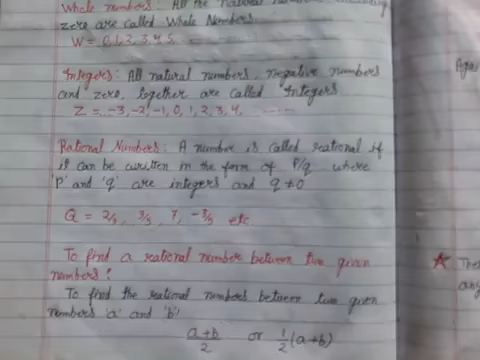 Whole numbers: All the natural numbers including
zero are called Whole Numbers.
W = 0,1,2,3,4,5, ......
Integers: All natural numbers, negative numbers
and zero, together are called Integers
Z = ... -3, -2, -1, 0, 1, 2, 3, 4, ......
Rational Numbers: A number is called rational if
it can be written in the form of P/q where
'p' and 'q' are integers and q ≠ 0
Q = 2/3, 3/5, 7, -3/5 etc
To find a rational number between two given
numbers:
To find the rational numbers between two given
numbers 'a' and 'b'
a+b/2 or 1/2(a+b)